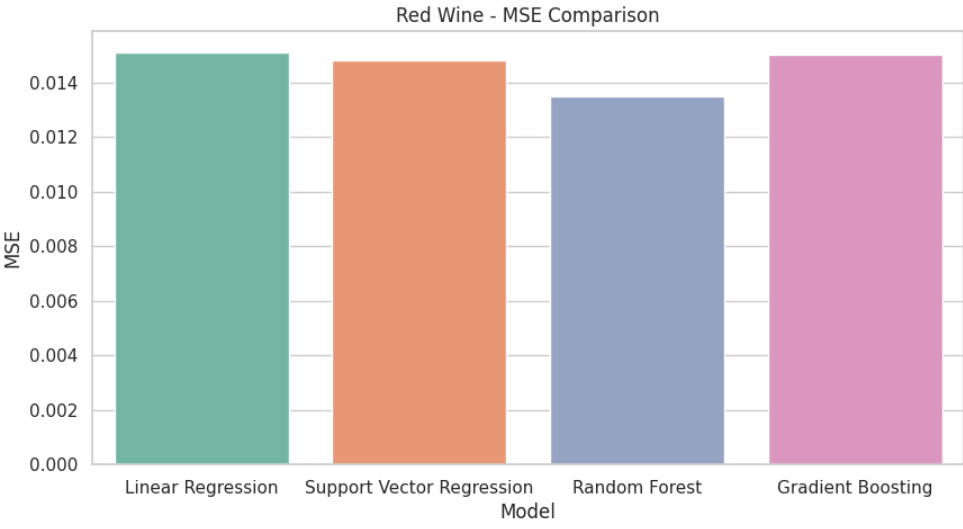 Red Wine - MSE Comparison
0.014
0.012
0.010
0.008
0.006
0.004
0.002
0.000
MSE
Linear Regression
Support Vector Regression
Random Forest
Gradient Boosting
Model